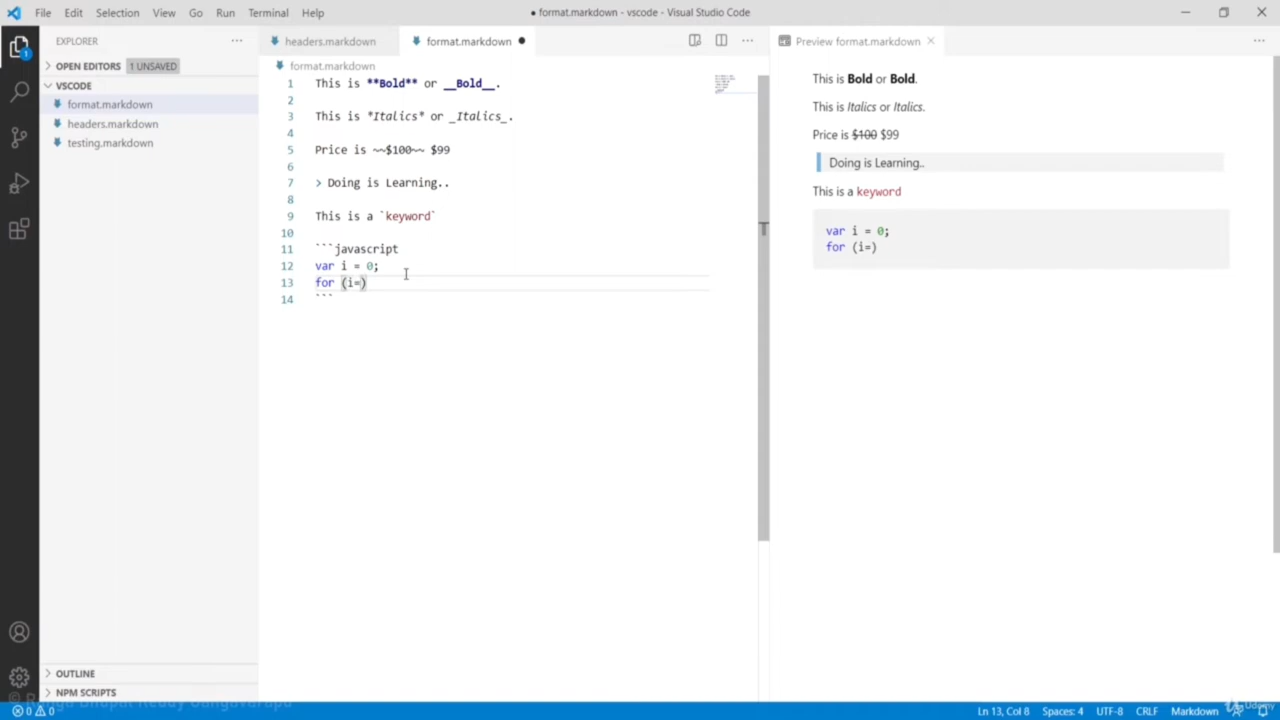 File Edit Selection View Go Run Terminal Help
● format.markdown - vscode - Visual Studio Code
EXPLORER
OPEN EDITORS 1 UNSAVED
VSCODE
format.markdown
headers.markdown
testing.markdown
OUTLINE
NPM SCRIPTS
headers.markdown format.markdown
format.markdown
1 This is **Bold** or __Bold__.
2
3 This is *Italics* or _Italics_.
4
5 Price is ~~$100~~ $99
6
7 > Doing is Learning..
8
9 This is a `keyword`
10
11 ```javascript
12 var i = 0;
13 for (i=)
14 ```
Preview format.markdown
This is Bold or Bold.
This is Italics or Italics.
Price is $100 $99
Doing is Learning..
This is a keyword
var i = 0;
for (i=)
1
0 0
Ln 13, Col 8 Spaces: 4 UTF-8 CRLF Markdown
Udemy